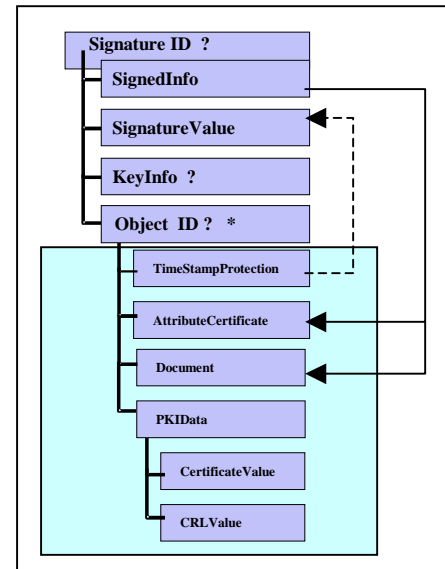 Signature ID ?
SignedInfo
SignatureValue
KeyInfo ?
Object ID ? *
TimeStampProtection
AttributeCertificate
Document
PKIData
CertificateValue
CRLValue